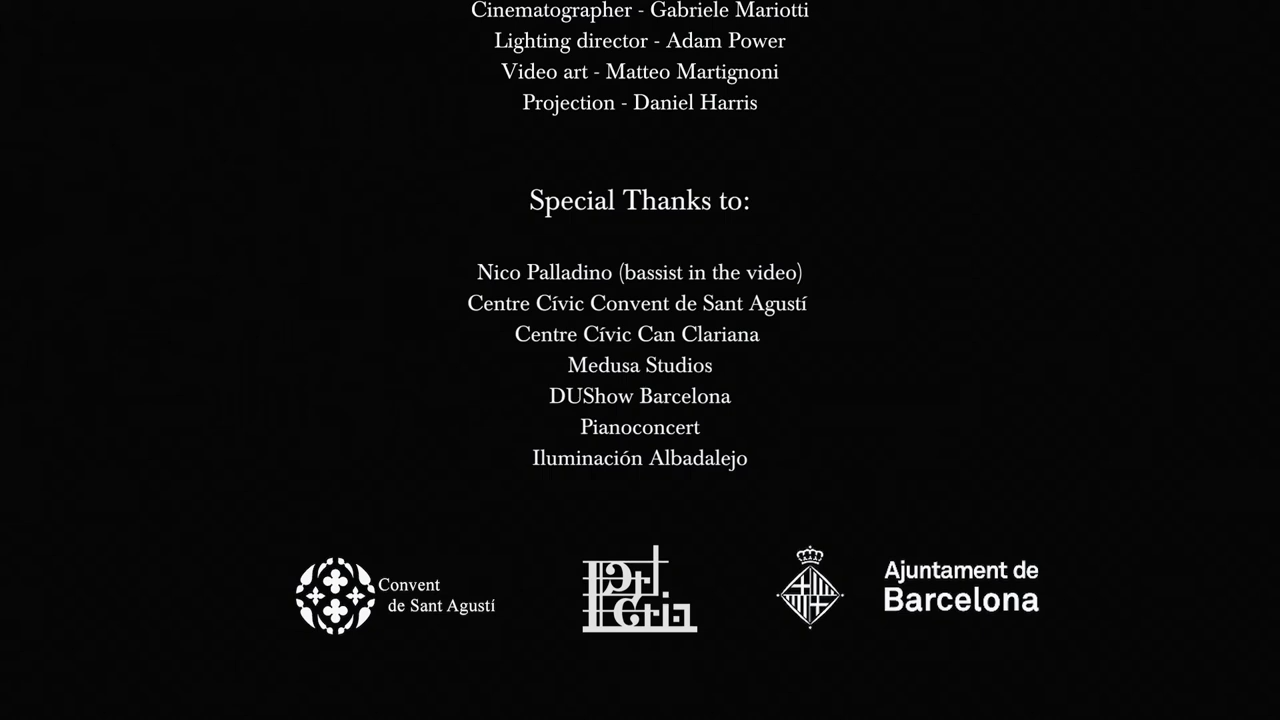 Cinematographer - Gabriele Mariotti
Lighting director - Adam Power
Video art - Matteo Martignoni
Projection - Daniel Harris
Special Thanks to:
Nico Palladino (bassist in the video)
Centre Cívic Convent de Sant Agustí
Centre Cívic Can Clariana
Medusa Studios
DUShow Barcelona
Pianoconcert
Iluminación Albadalejo
Convent
de Sant Agustí
Ajuntament de
Barcelona